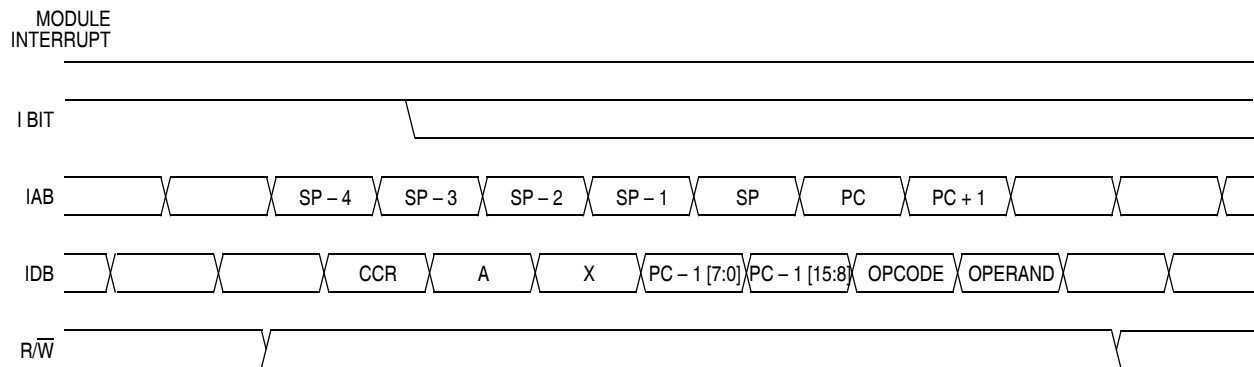 MODULE
INTERRUPT
I BIT
IAB SP – 4 SP – 3 SP – 2 SP – 1 SP PC PC + 1
IDB CCR A X PC – 1 [7:0] PC – 1 [15:8] OPCODE OPERAND
R/W̅